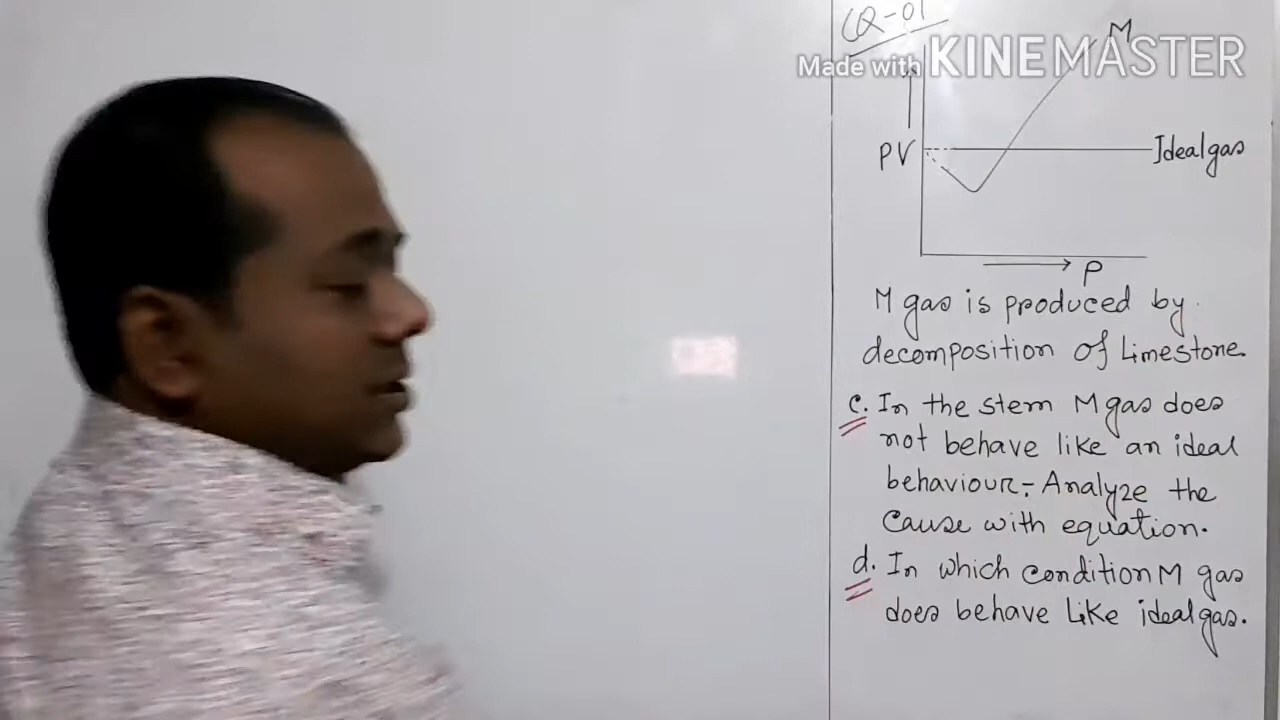 CQ-01
M
Made with KINEMASTER
PV
Ideal gas
P
M gas is produced by
decomposition of Limestone.
c. In the stem M gas does
not behave like an ideal
behaviour:- Analyze the
cause with equation.
d. In which condition M gas
does behave like ideal gas.